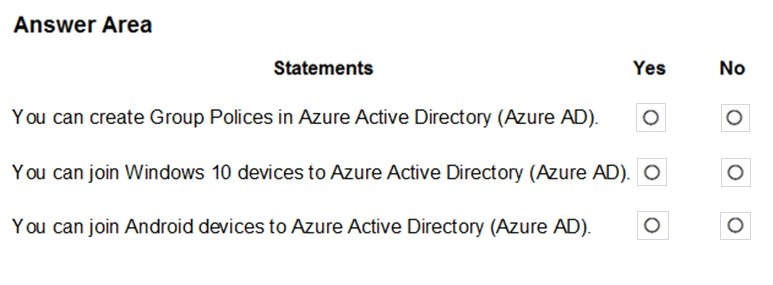 Answer Area
Statements Yes No
You can create Group Polices in Azure Active Directory (Azure AD).
You can join Windows 10 devices to Azure Active Directory (Azure AD).
You can join Android devices to Azure Active Directory (Azure AD).